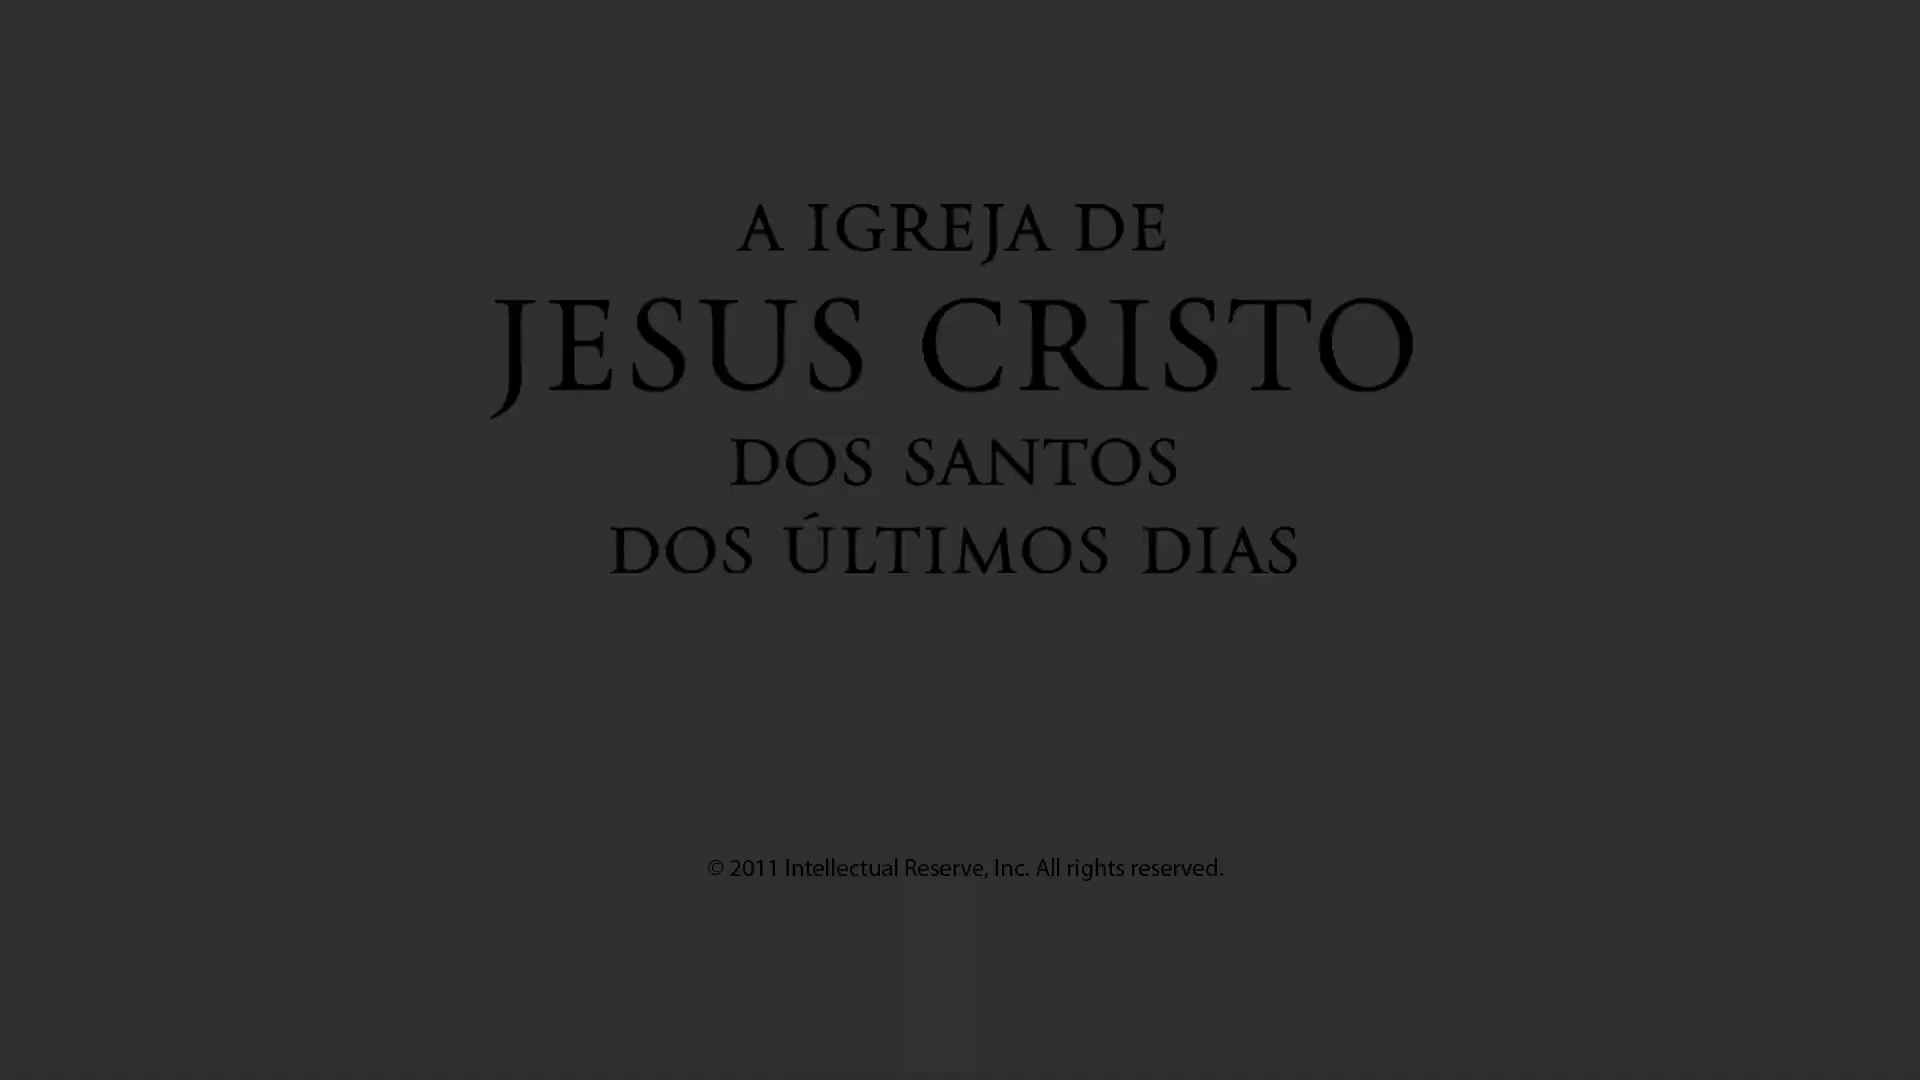 A IGREJA DE
JESUS CRISTO
DOS SANTOS
DOS ÚLTIMOS DIAS
© 2011 Intellectual Reserve, Inc. All rights reserved.